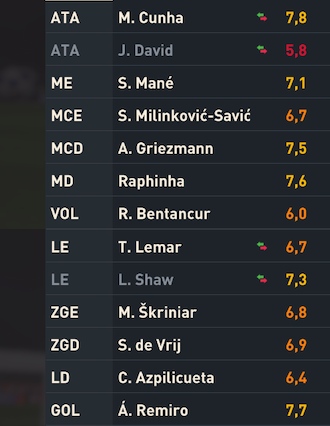 ATA M. Cunha 7,8
ATA J. David 5,8
ME S. Mané 7,1
MCE S. Milinković-Savić 6,7
MCD A. Griezmann 7,5
MD Raphinha 7,6
VOL R. Bentancur 6,0
LE T. Lemar 6,7
LE L. Shaw 7,3
ZGE M. Škriniar 6,8
ZGD S. de Vrij 6,9
LD C. Azpilicueta 6,4
GOL Á. Remiro 7,7